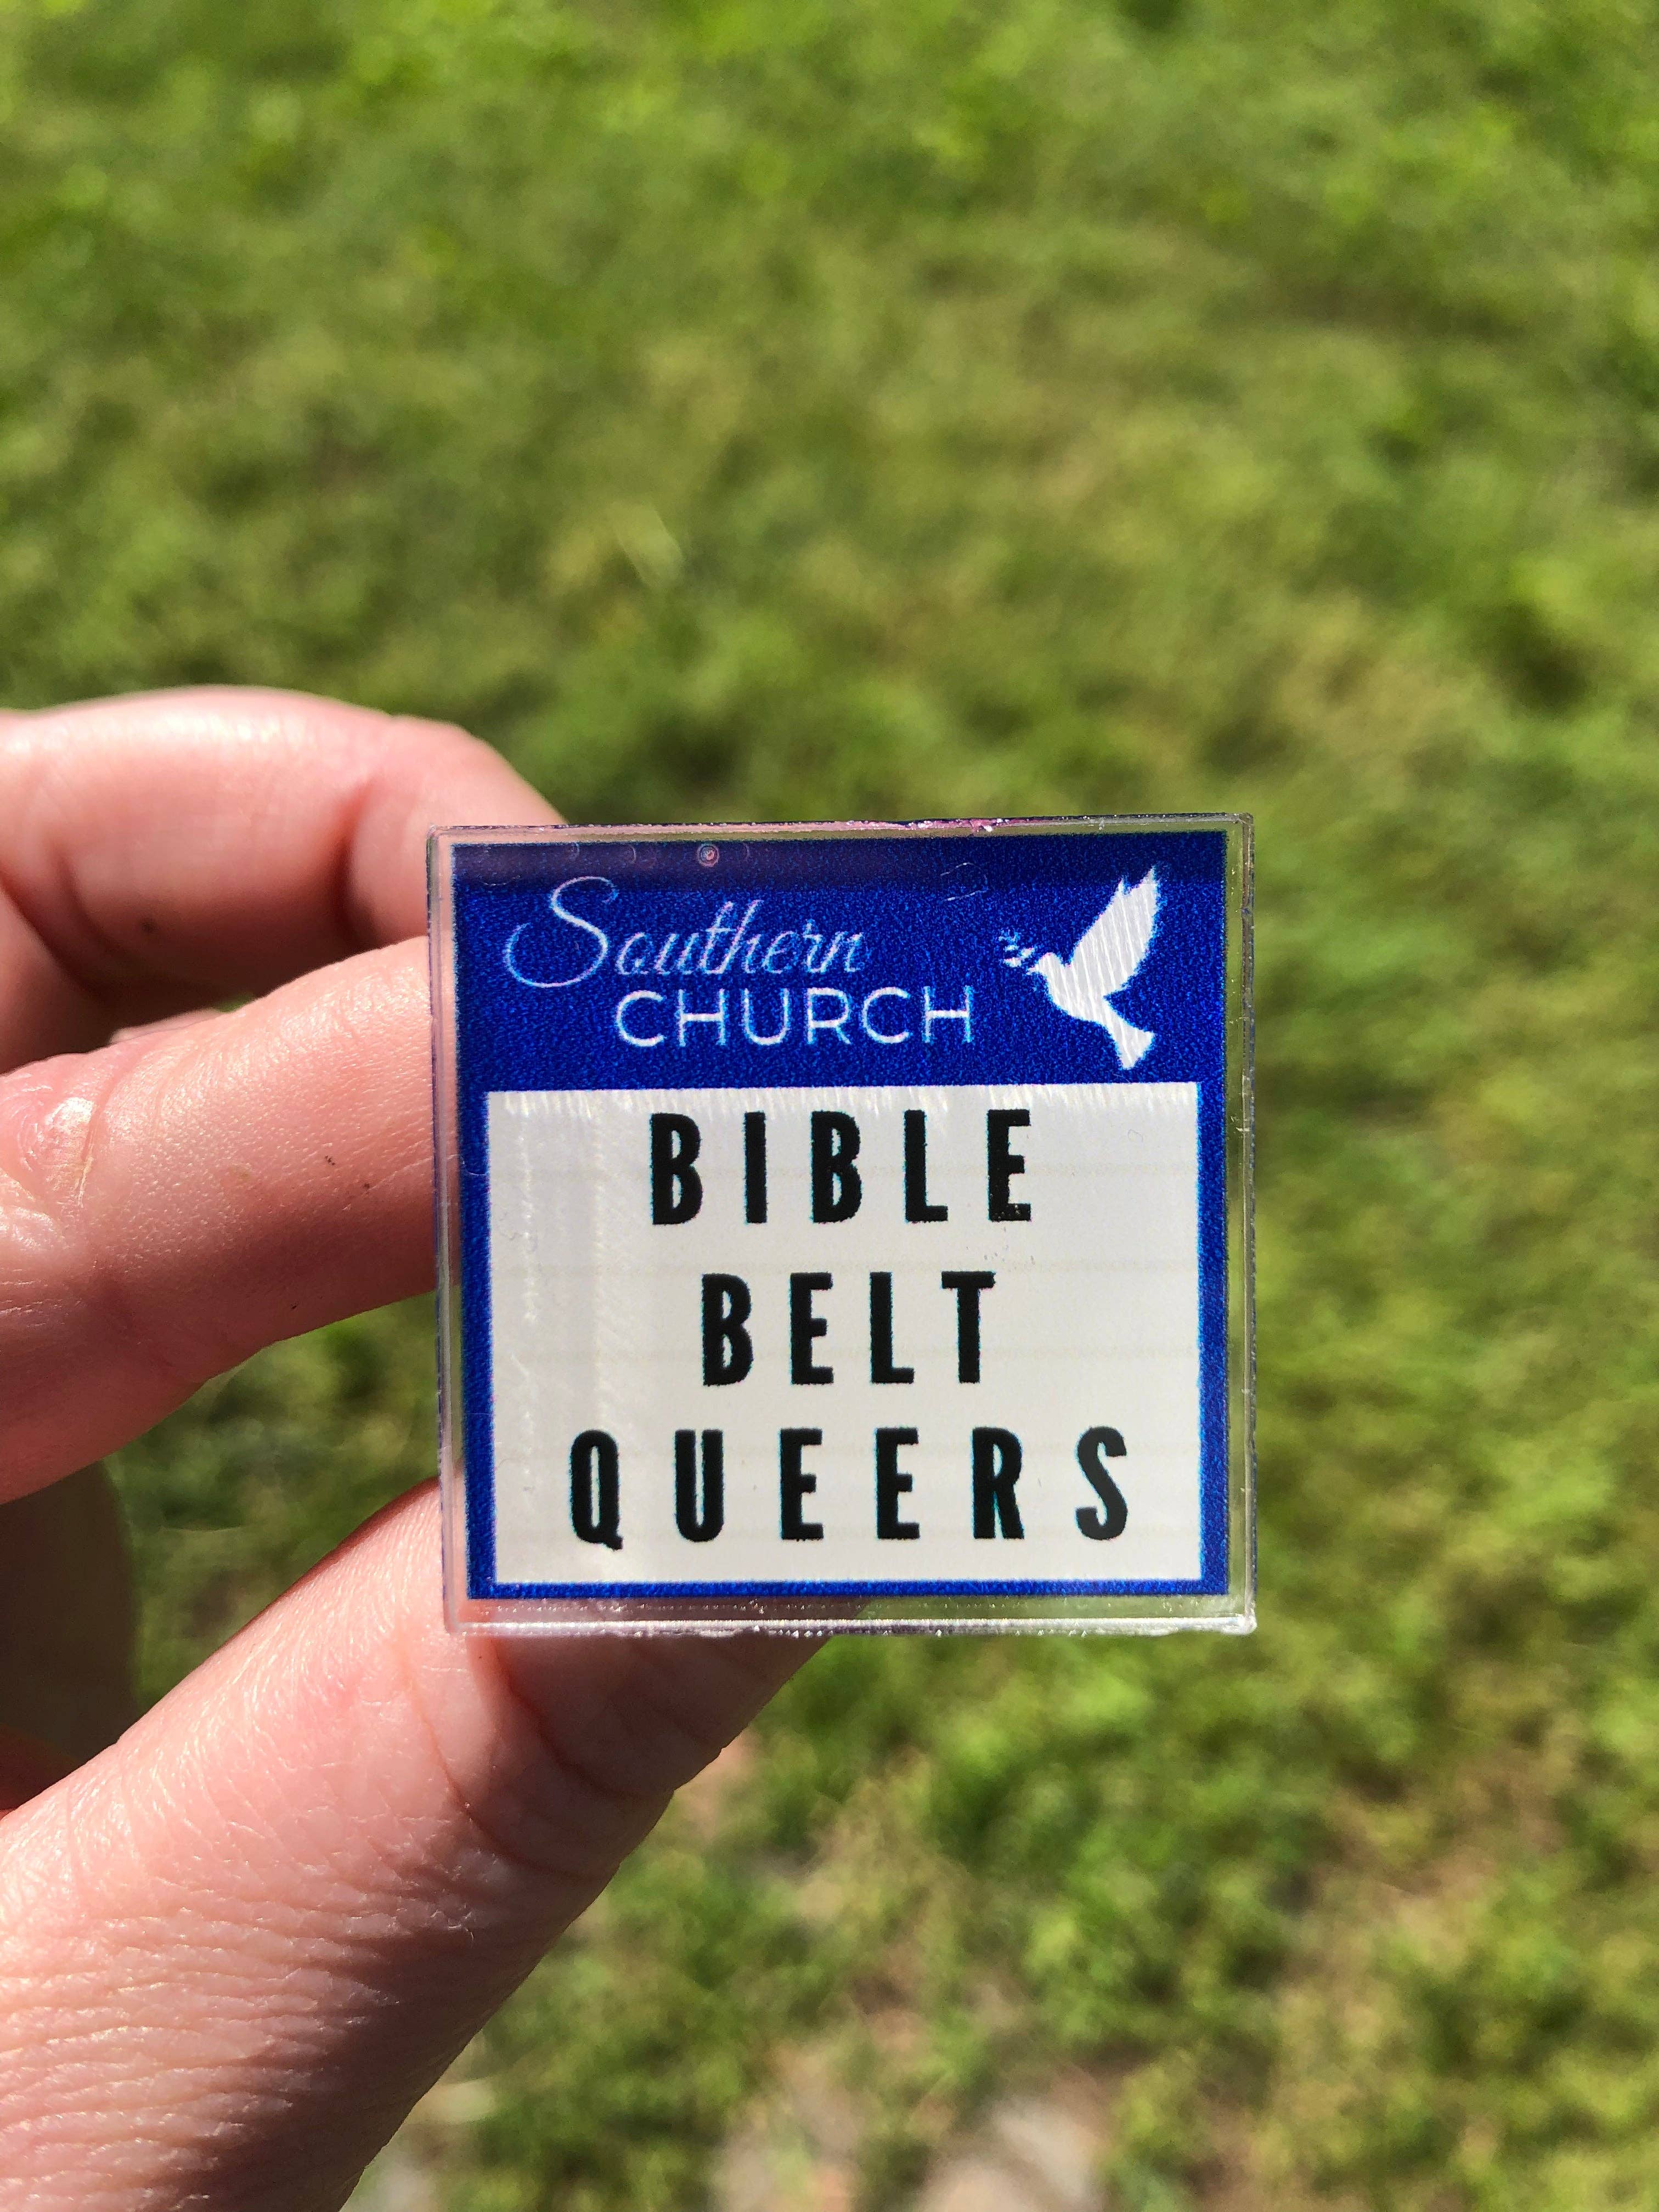 Southern
CHURCH
BIBLE
BELT
QUEERS